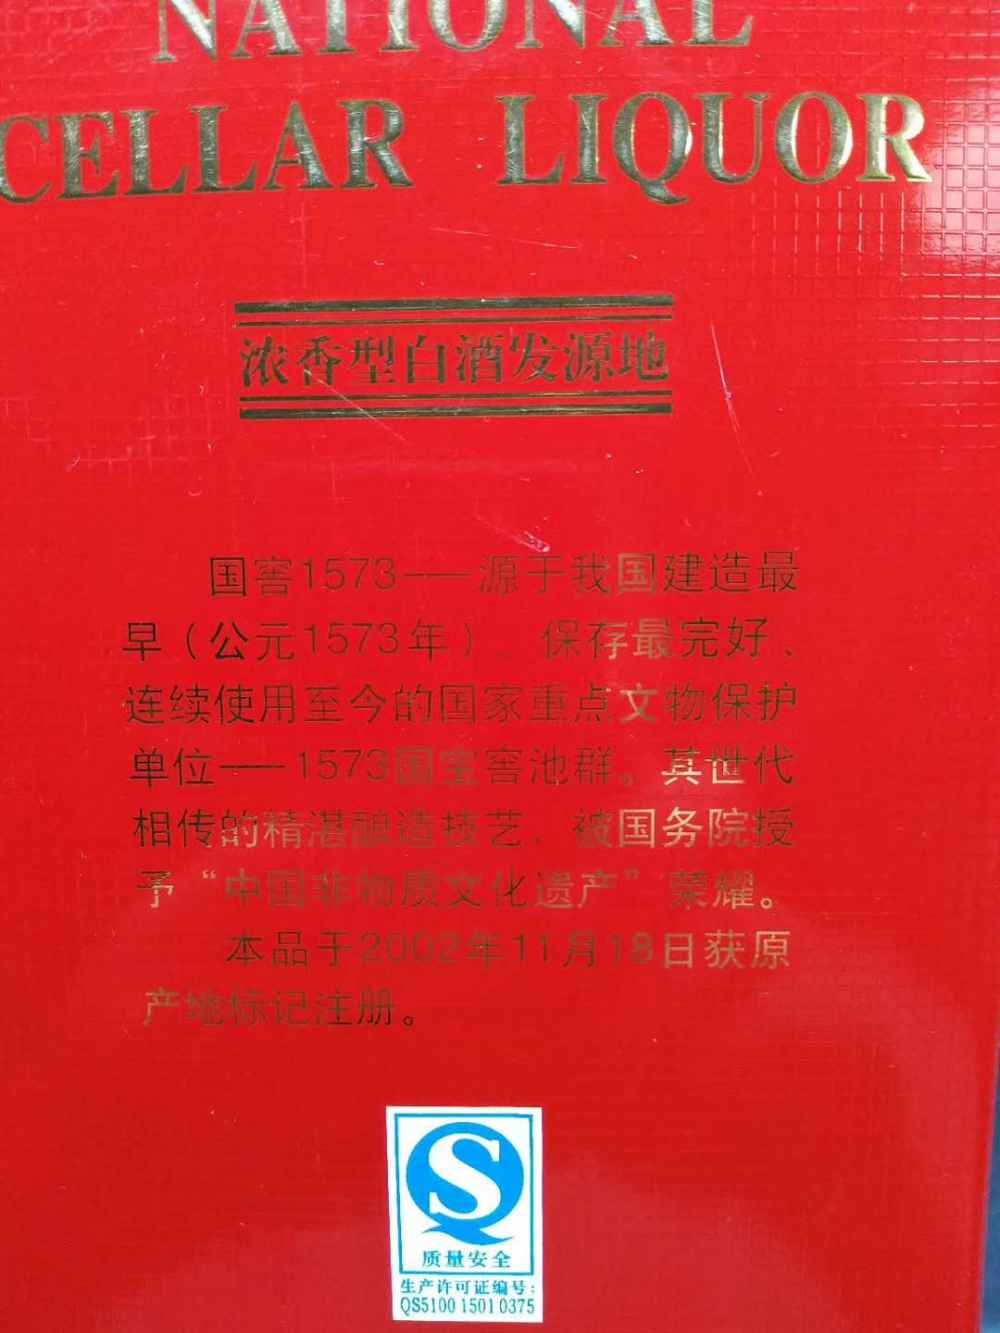 NATIONAL
CELLAR LIQUOR
浓香型白酒发源地
国窖1573——源于我国建造最
早（公元1573年）、保存最完好、
连续使用至今的国家重点文物保护
单位——1573国宝窖池群。其世代
相传的精湛酿造技艺，被国务院授
予“中国非物质文化遗产”荣耀。
本品于2002年11月18日获原
产地标记注册。
质量安全
生产许可证编号:
QS5100 1501 0375